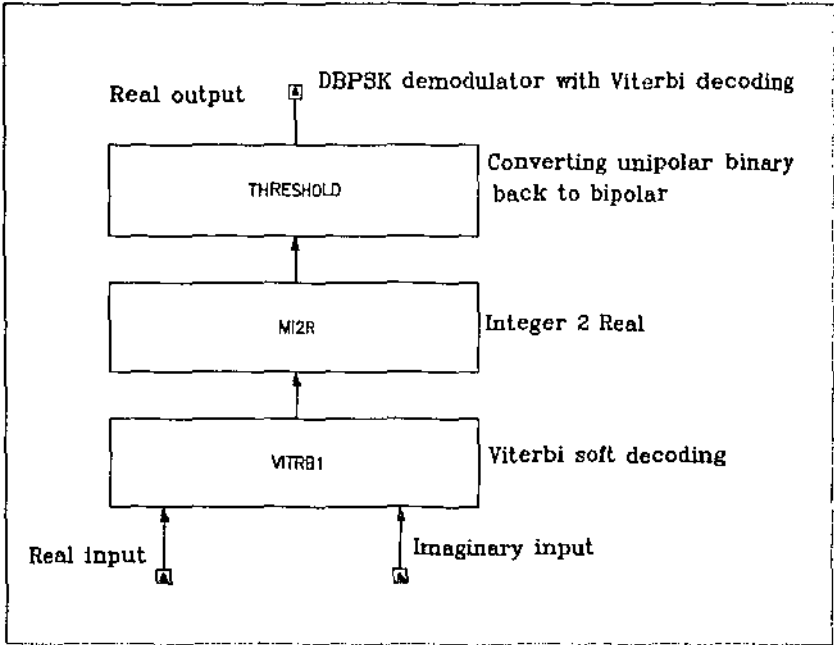 Real output
DBPSK demodulator with Viterbi decoding
THRESHOLD
Converting unipolar binary
back to bipolar
MI2R
Integer 2 Real
VITRB1
Viterbi soft decoding
Real input
Imaginary input